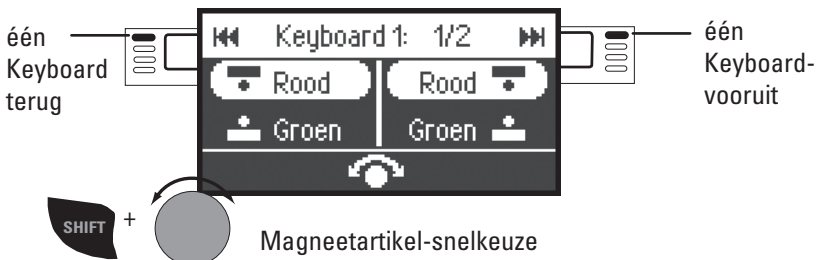 één
Keyboard
terug
Keyboard 1: 1/2
Rood Rood
Groen Groen
één
Keyboard-
vooruit
SHIFT +
Magneetartikel-snelkeuze